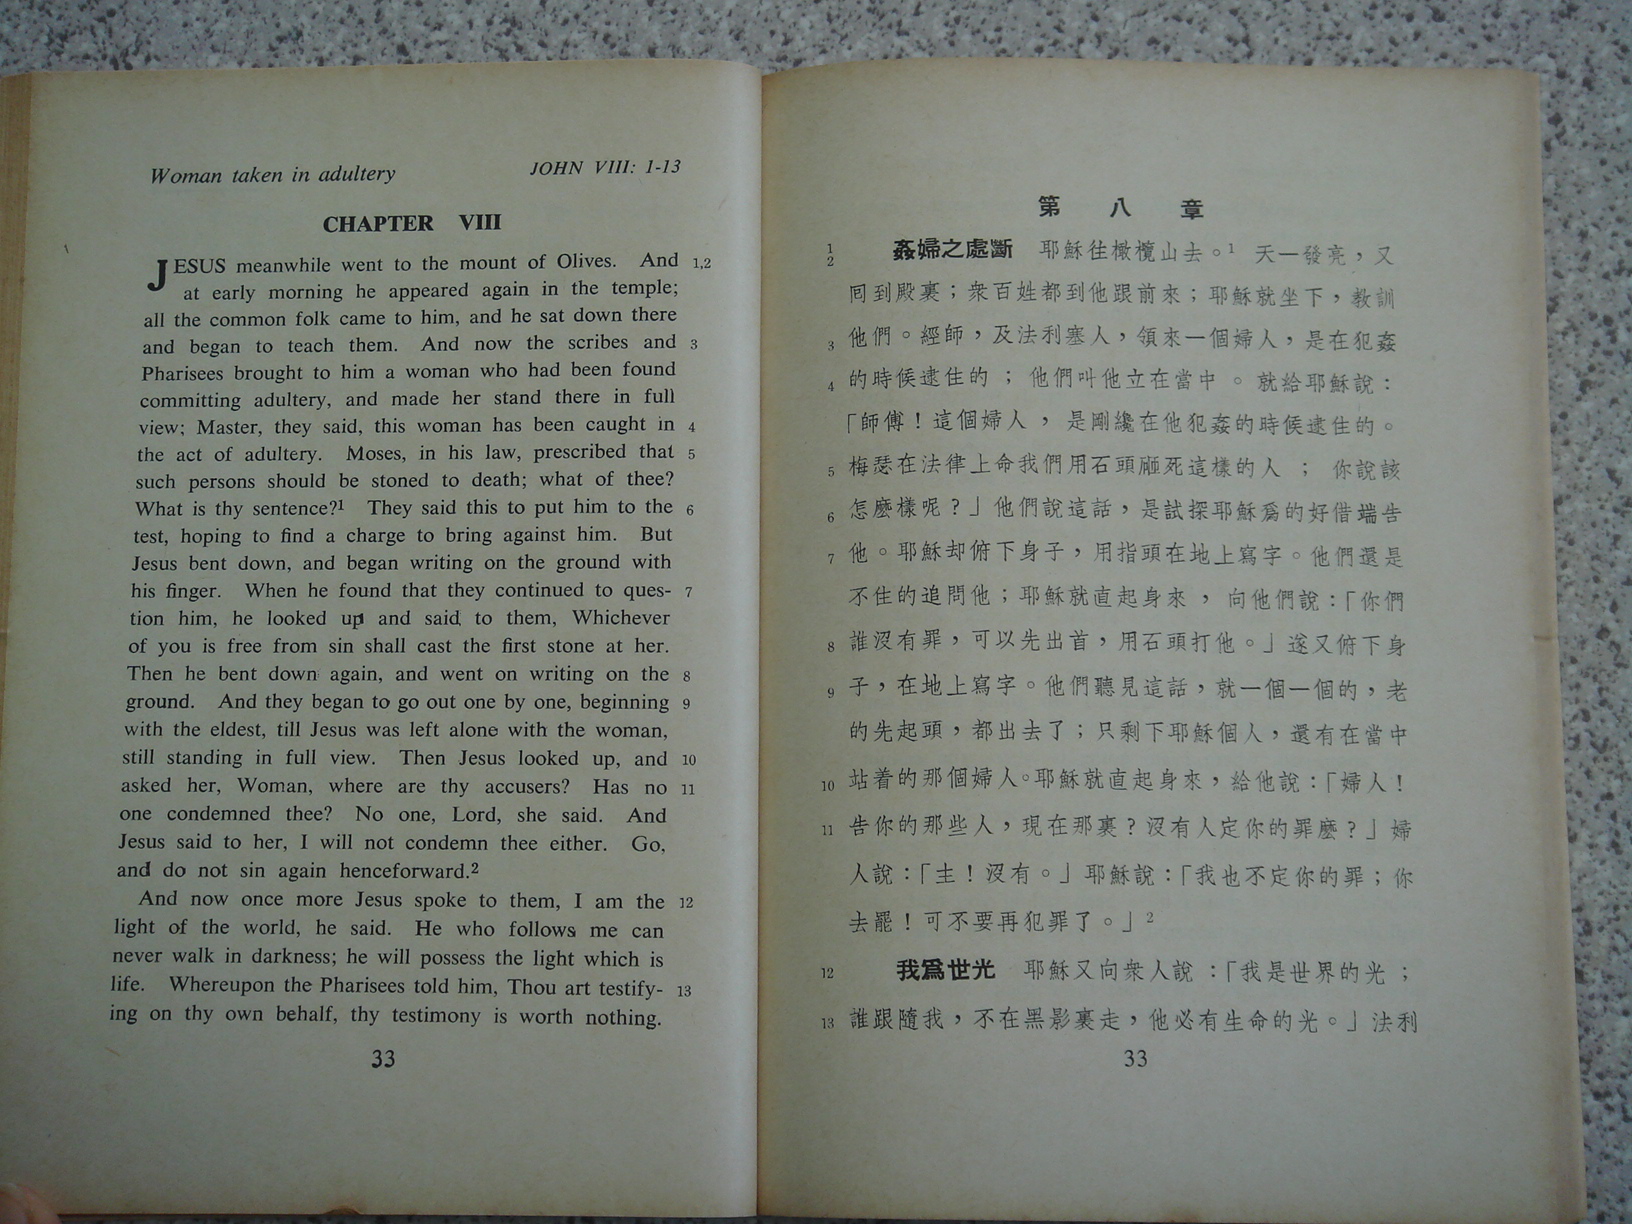 Woman taken in adultery JOHN VIII: 1-13
CHAPTER VIII
JESUS meanwhile went to the mount of Olives. And 1,2
at early morning he appeared again in the temple;
all the common folk came to him, and he sat down there
and began to teach them. And now the scribes and 3
Pharisees brought to him a woman who had been found
committing adultery, and made her stand there in full
view; Master, they said, this woman has been caught in 4
the act of adultery. Moses, in his law, prescribed that 5
such persons should be stoned to death; what of thee?
What is thy sentence?¹ They said this to put him to the 6
test, hoping to find a charge to bring against him. But
Jesus bent down, and began writing on the ground with
his finger. When he found that they continued to ques- 7
tion him, he looked up and said to them, Whichever
of you is free from sin shall cast the first stone at her.
Then he bent down again, and went on writing on the 8
ground. And they began to go out one by one, beginning 9
with the eldest, till Jesus was left alone with the woman,
still standing in full view. Then Jesus looked up, and 10
asked her, Woman, where are thy accusers? Has no 11
one condemned thee? No one, Lord, she said. And
Jesus said to her, I will not condemn thee either. Go,
and do not sin again henceforward.²
And now once more Jesus spoke to them, I am the 12
light of the world, he said. He who follows me can
never walk in darkness; he will possess the light which is
life. Whereupon the Pharisees told him, Thou art testify- 13
ing on thy own behalf, thy testimony is worth nothing.
33
第八章
1 2 姦婦之處斷 耶穌往橄欖山去。¹ 天一發亮，又
囘到殿裏；衆百姓都到他跟前來；耶穌就坐下，敎訓
3 他們。經師，及法利塞人，領來一個婦人，是在犯姦
4 的時候逮住的；他們叫他立在當中。就給耶穌說：
「師傅！這個婦人，是剛纔在他犯姦的時候逮住的。
5 梅瑟在法律上命我們用石頭砸死這樣的人；你說該
6 怎麼樣呢？」他們說這話，是試探耶穌爲的好借端告
7 他。耶穌却俯下身子，用指頭在地上寫字。他們還是
不住的追問他；耶穌就直起身來，向他們說：「你們
8 誰沒有罪，可以先出首，用石頭打他。」遂又俯下身
9 子，在地上寫字。他們聽見這話，就一個一個的，老
的先起頭，都出去了；只剩下耶穌個人，還有在當中
10 站着的那個婦人。耶穌就直起身來，給他說：「婦人！
11 告你的那些人，現在那裏？沒有人定你的罪麼？」婦
人說：「主！沒有。」耶穌說：「我也不定你的罪；你
去罷！可不要再犯罪了。」²
12 我爲世光 耶穌又向衆人說：「我是世界的光；
13 誰跟隨我，不在黑影裏走，他必有生命的光。」法利
33